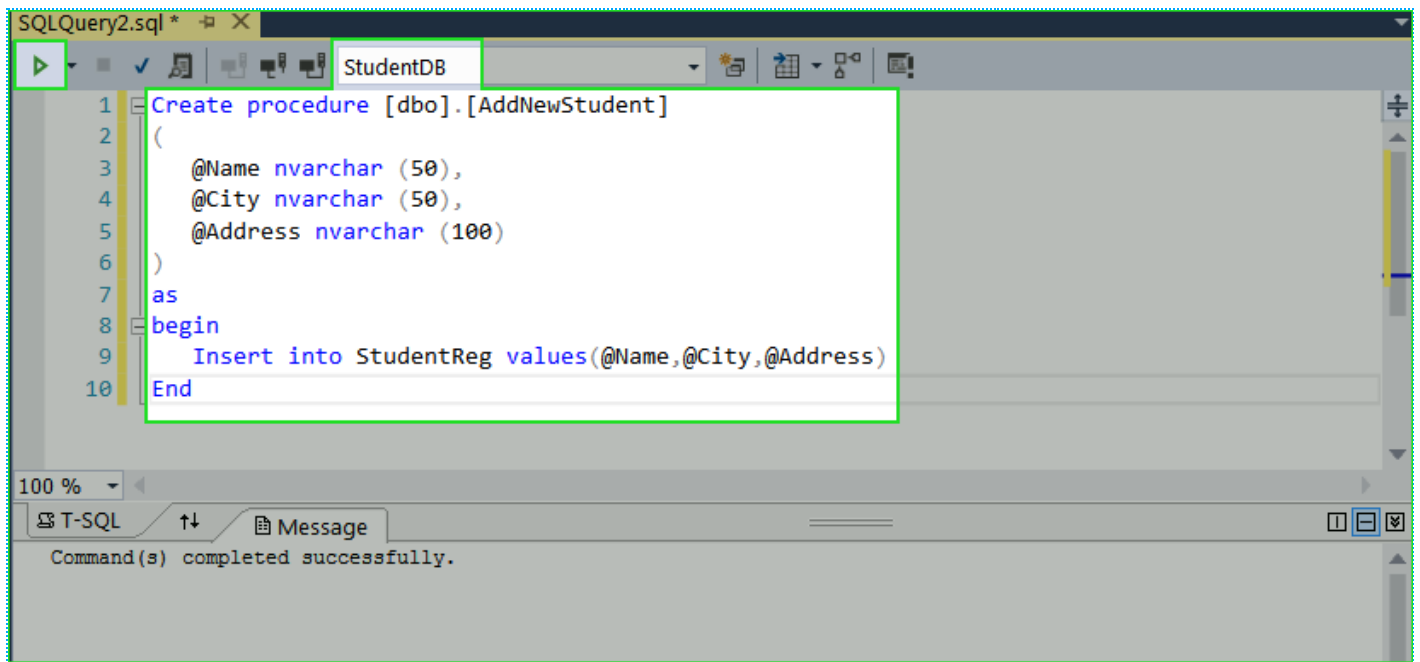 SQLQuery2.sql *
StudentDB
1 Create procedure [dbo].[AddNewStudent]
2 (
3 @Name nvarchar (50),
4 @City nvarchar (50),
5 @Address nvarchar (100)
6 )
7 as
8 begin
9 Insert into StudentReg values(@Name,@City,@Address)
10 End
100 %
T-SQL Message
Command(s) completed successfully.